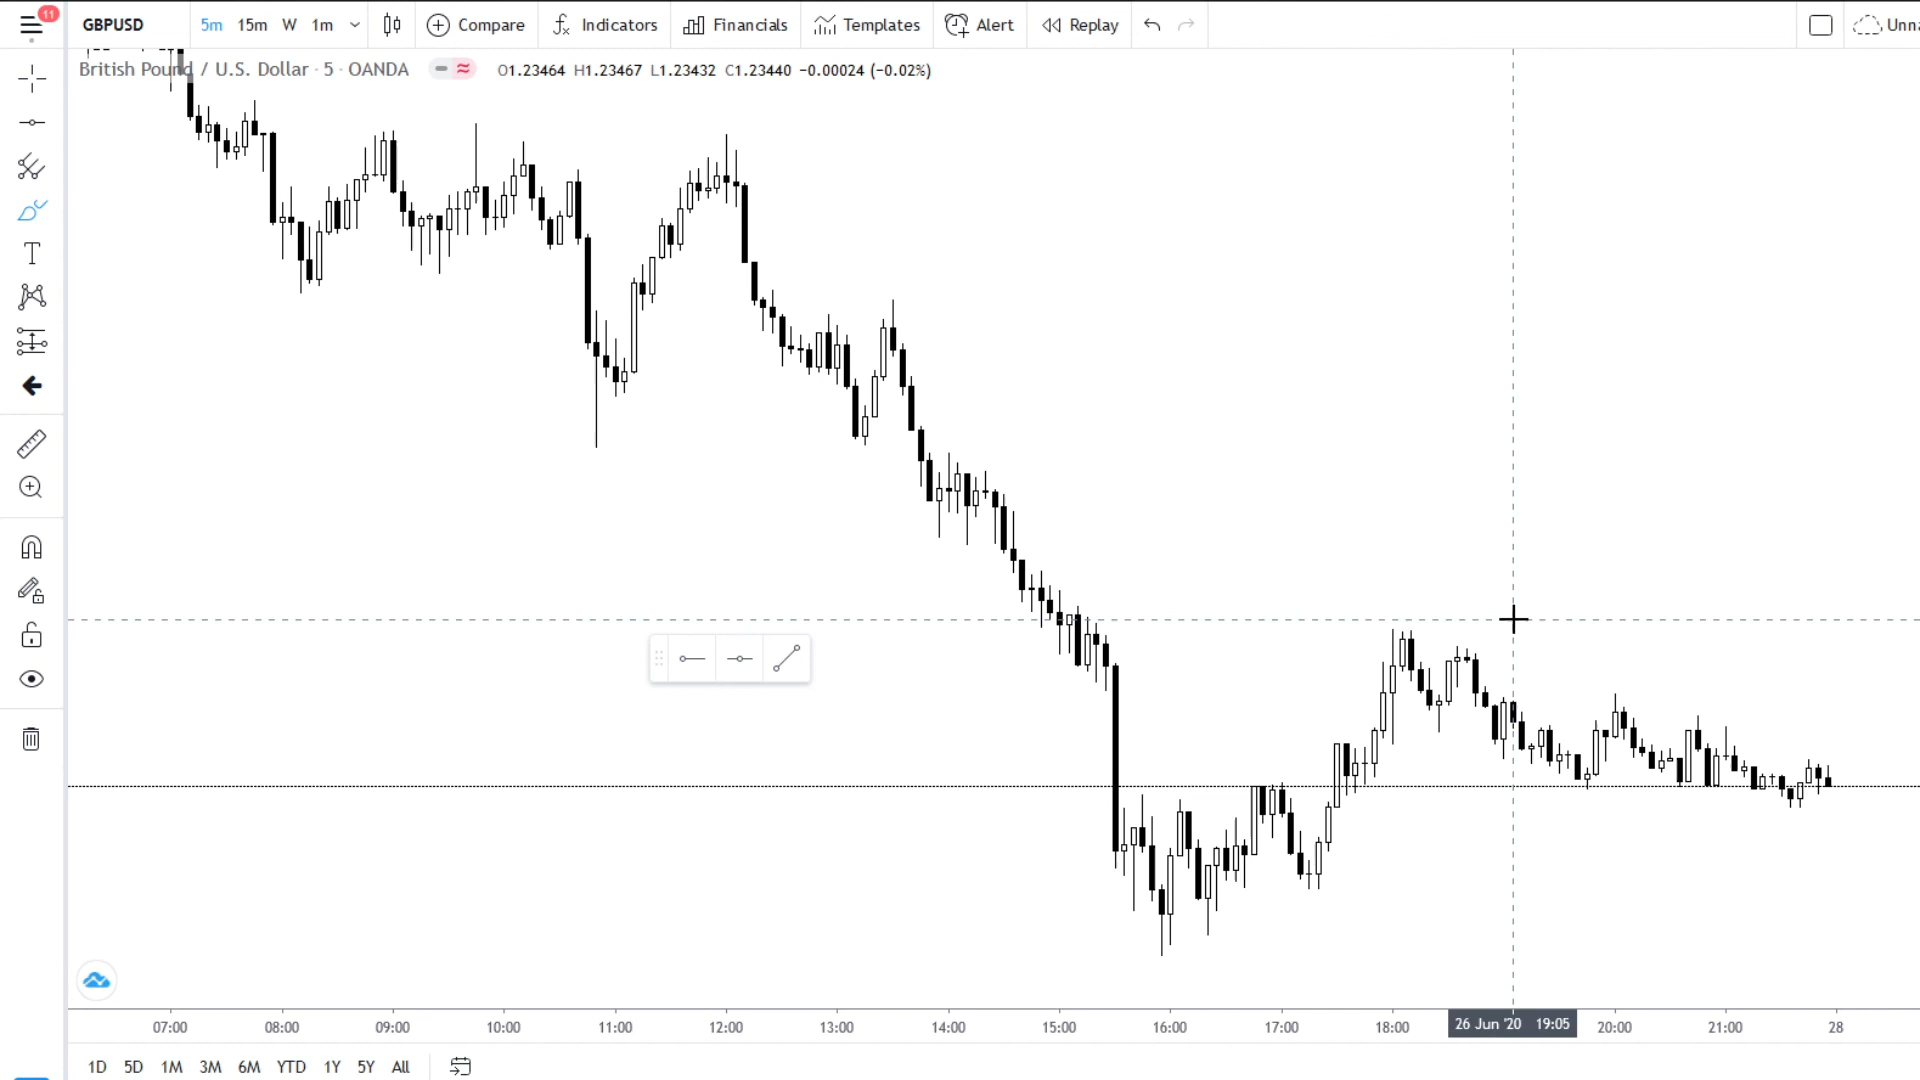 11
GBPUSD 5m 15m W 1m Compare Indicators Financials Templates Alert Replay
British Pound / U.S. Dollar · 5 · OANDA O1.23464 H1.23467 L1.23432 C1.23440 −0.00024 (−0.02%)
07:00 08:00 09:00 10:00 11:00 12:00 13:00 14:00 15:00 16:00 17:00 18:00 26 Jun '20 19:05 20:00 21:00 28
1D 5D 1M 3M 6M YTD 1Y 5Y All